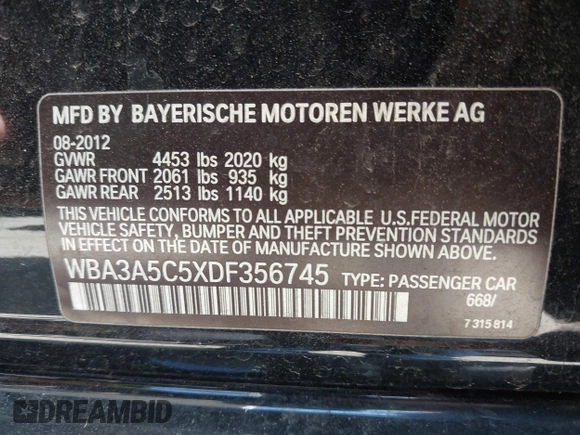 MFD BY BAYERISCHE MOTOREN WERKE AG
08-2012
GVWR 4453 lbs 2020 kg
GAWR FRONT 2061 lbs 935 kg
GAWR REAR 2513 lbs 1140 kg
THIS VEHICLE CONFORMS TO ALL APPLICABLE U.S.FEDERAL MOTOR
VEHICLE SAFETY, BUMPER AND THEFT PREVENTION STANDARDS
IN EFFECT ON THE DATE OF MANUFACTURE SHOWN ABOVE.
WBA3A5C5XDF356745 TYPE: PASSENGER CAR
668/
7 315 814
DREAMBID